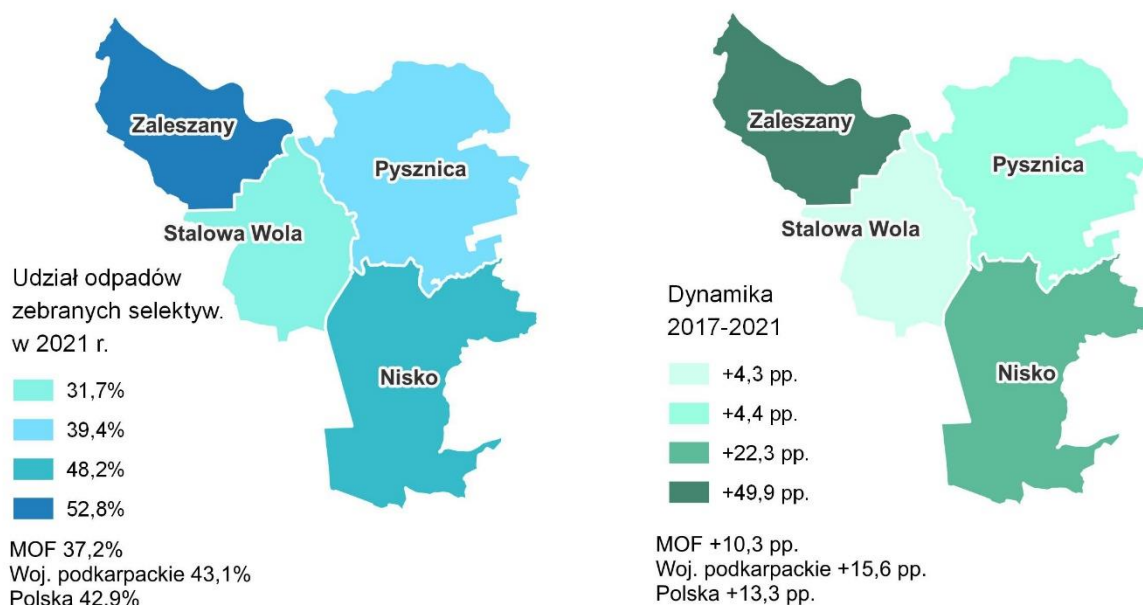 Zaleszany
Pysznica
Stalowa Wola
Nisko
Udział odpadów
zebranych selektyw.
w 2021 r.
31,7%
39,4%
48,2%
52,8%
MOF 37,2%
Woj. podkarpackie 43,1%
Polska 42,9%
Zaleszany
Pysznica
Stalowa Wola
Nisko
Dynamika
2017-2021
+4,3 pp.
+4,4 pp.
+22,3 pp.
+49,9 pp.
MOF +10,3 pp.
Woj. podkarpackie +15,6 pp.
Polska +13,3 pp.